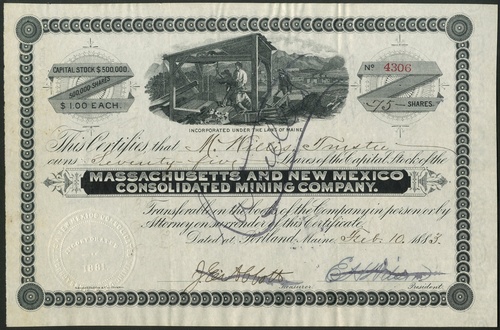 CAPITAL STOCK $500,000.
500,000 SHARES
$1.00 EACH.
No 4306
75 SHARES.
INCORPORATED UNDER THE LAWS OF MAINE
This Certifies that M. Wilson Trustee
owns Seventy five Shares of the Capital Stock of the
MASSACHUSETTS AND NEW MEXICO
CONSOLIDATED MINING COMPANY.
Transferable on the books of the Company in person or by
Attorney on surrender of this Certificate.
Dated at Portland Maine, Feb. 10. 1883.
Abbott
Treasurer
President